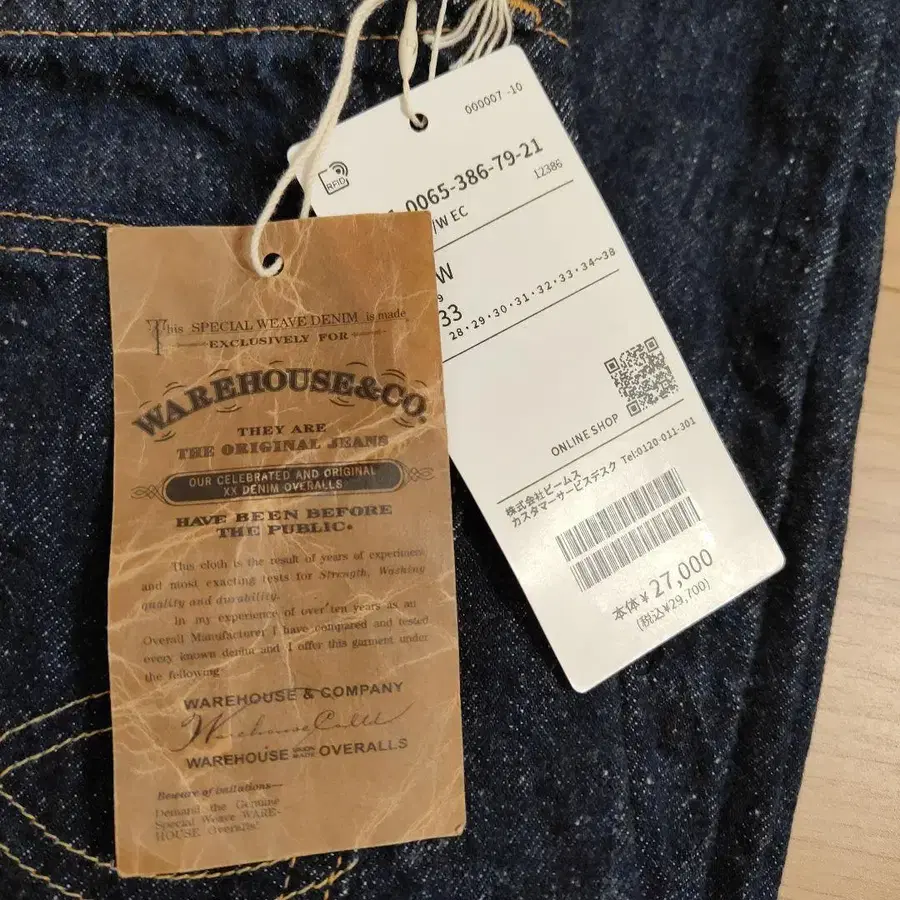 This SPECIAL WEAVE DENIM is made
EXCLUSIVELY FOR
WAREHOUSE&CO.
THEY ARE
THE ORIGINAL JEANS
OUR CELEBRATED AND ORIGINAL
XX DENIM OVERALLS
HAVE BEEN BEFORE
THE PUBLIC.
This cloth is the result of years of experiment
and most exacting tests for Strength, Washing
quality and durability.
In my experience of over ten years as an
Overall Manufacturer I have compared and tested
every known denim and I offer this garment under
the following
WAREHOUSE & COMPANY
WAREHOUSE UNION MADE OVERALLS
Beware of imitations—
Demand the Genuine
Special Weave WARE-
HOUSE Overalls!
000007 -10
RFID
0065-386-79-21
12386
/W EC
W
9
33
28·29·30·31·32·33·34~38
ONLINE SHOP
株式会社ビームス
カスタマーサービスデスク Tel:0120-011-301
本体¥27,000
(税込¥29,700)